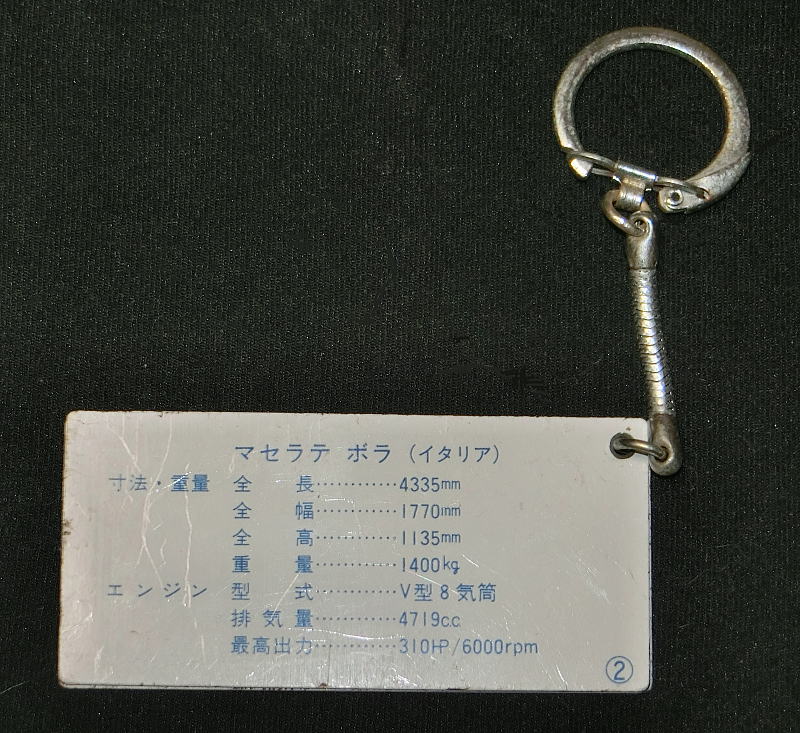 マセラテ ボラ (イタリア)
寸法・重量 全 長…………4335mm
全 幅…………1770mm
全 高…………1135mm
重 量…………1400kg
エンジン 型 式…………V型8気筒
排気量…………4719cc
最高出力…………310HP/6000rpm
②